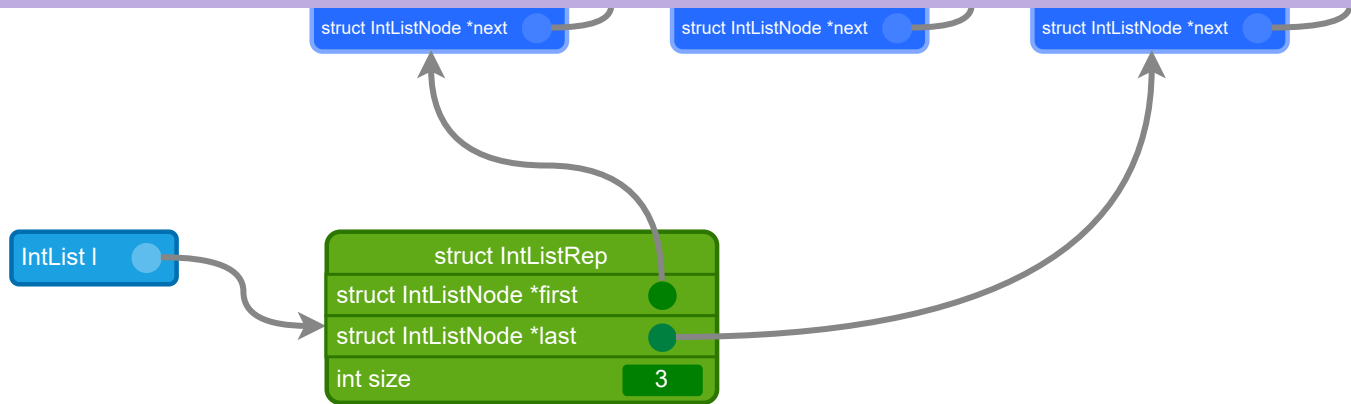 struct IntListNode *next
struct IntListNode *next
struct IntListNode *next
IntList l
struct IntListRep
struct IntListNode *first
struct IntListNode *last
int size
3